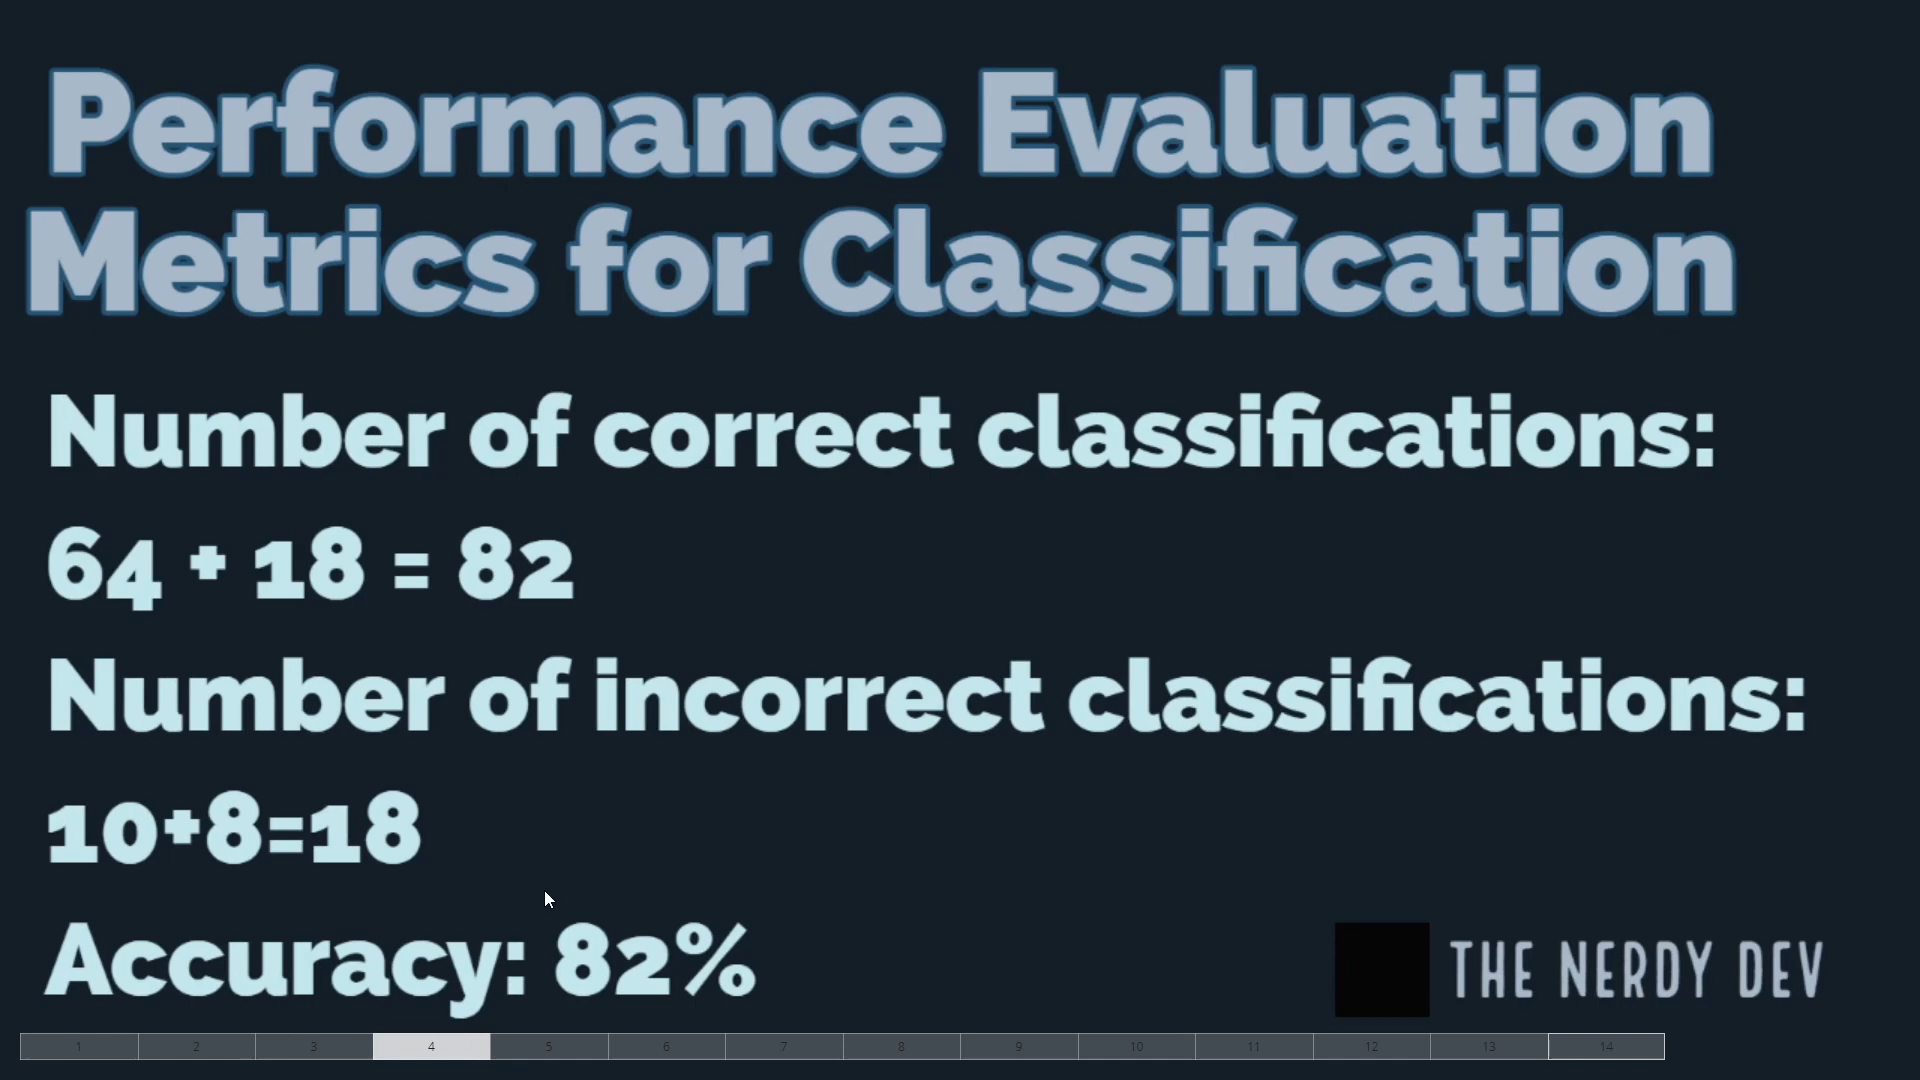 Performance Evaluation
Metrics for Classification
Number of correct classifications:
64 + 18 = 82
Number of incorrect classifications:
10+8=18
Accuracy: 82%
THE NERDY DEV
1 2 3 4 5 6 7 8 9 10 11 12 13 14